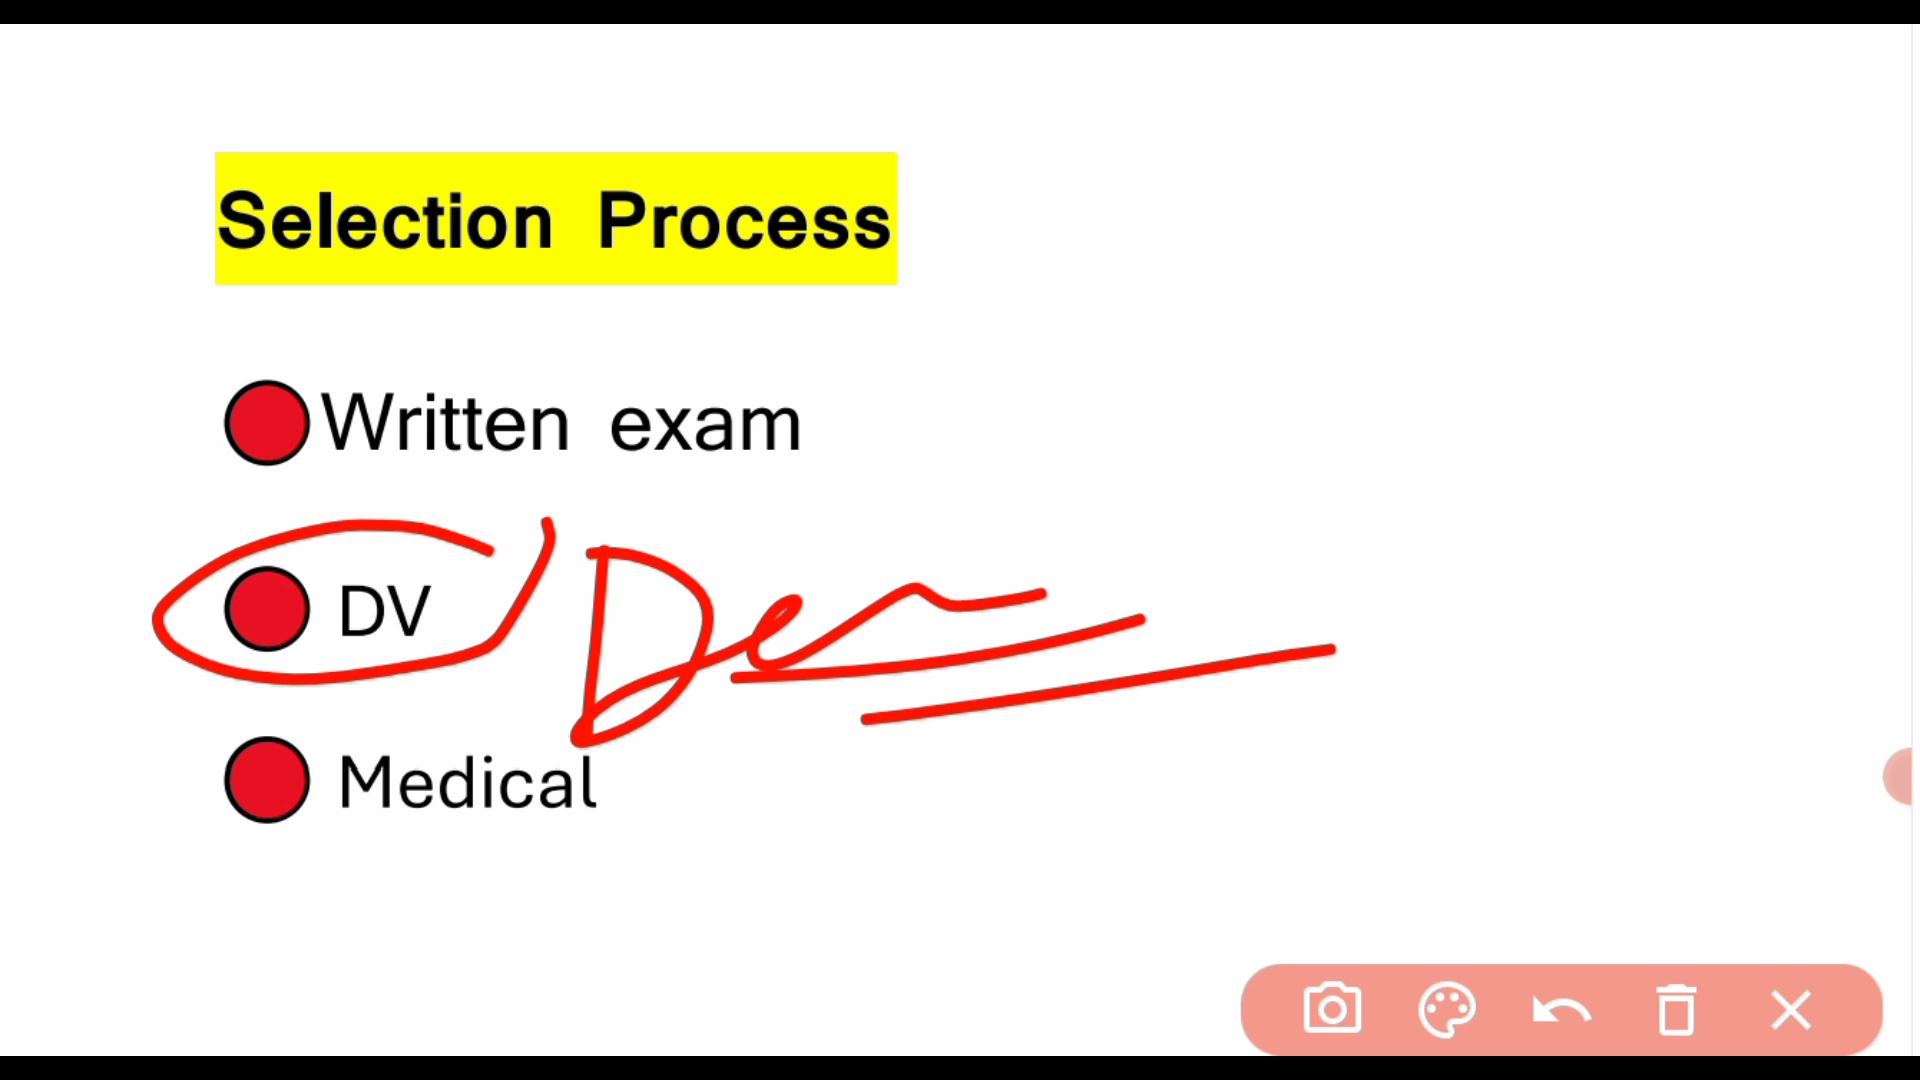 Selection Process
Written exam
DV
Medical